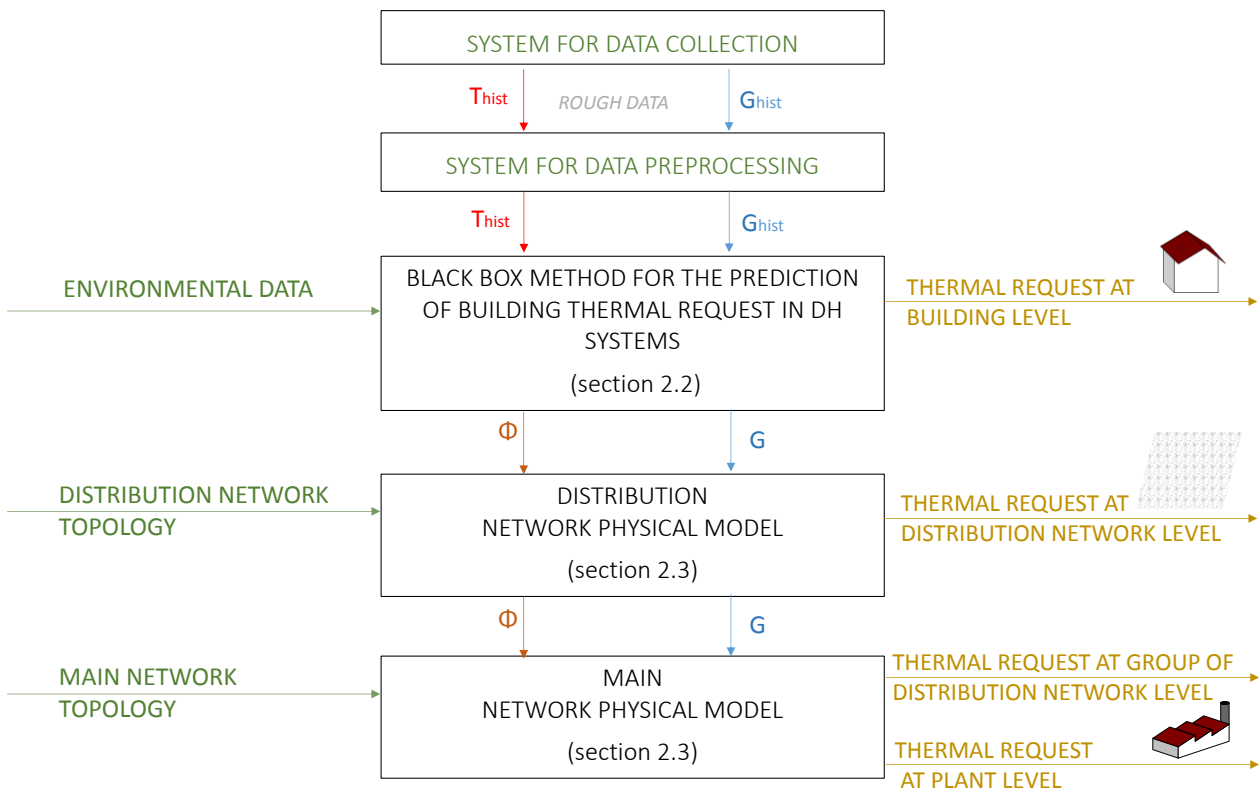 SYSTEM FOR DATA COLLECTION
Thist
ROUGH DATA
Ghist
SYSTEM FOR DATA PREPROCESSING
Thist
Ghist
ENVIRONMENTAL DATA
BLACK BOX METHOD FOR THE PREDICTION
OF BUILDING THERMAL REQUEST IN DH
SYSTEMS
(section 2.2)
THERMAL REQUEST AT
BUILDING LEVEL
Φ
G
DISTRIBUTION NETWORK
TOPOLOGY
DISTRIBUTION
NETWORK PHYSICAL MODEL
(section 2.3)
THERMAL REQUEST AT
DISTRIBUTION NETWORK LEVEL
Φ
G
MAIN NETWORK
TOPOLOGY
MAIN
NETWORK PHYSICAL MODEL
(section 2.3)
THERMAL REQUEST AT GROUP OF
DISTRIBUTION NETWORK LEVEL
THERMAL REQUEST
AT PLANT LEVEL